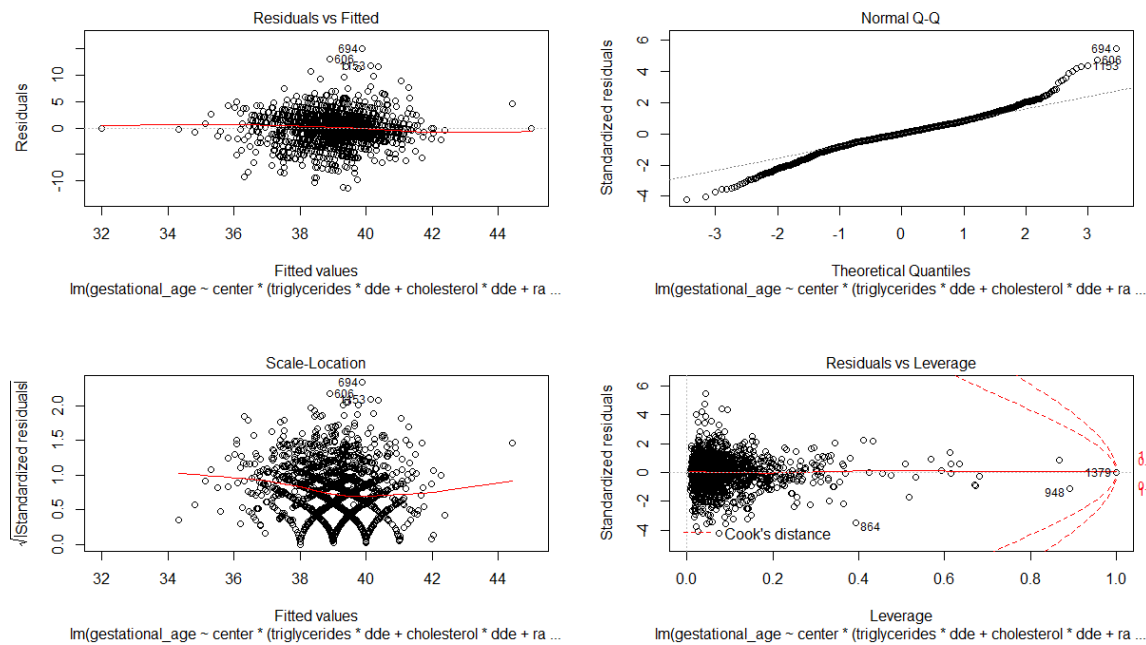 Residuals vs Fitted
Residuals
10
5
0
-10
694
606
1153
32 34 36 38 40 42 44
Fitted values
lm(gestational_age ~ center * (triglycerides * dde + cholesterol * dde + ra ...
Normal Q-Q
Standardized residuals
6
4
2
0
-2
-4
694
606
1153
-3 -2 -1 0 1 2 3
Theoretical Quantiles
lm(gestational_age ~ center * (triglycerides * dde + cholesterol * dde + ra ...
Scale-Location
√|Standardized residuals|
2.0
1.5
1.0
0.5
0.0
694
606
1153
32 34 36 38 40 42 44
Fitted values
lm(gestational_age ~ center * (triglycerides * dde + cholesterol * dde + ra ...
Residuals vs Leverage
Standardized residuals
6
4
2
0
-2
-4
1379
948
864
Cook's distance
0.0 0.2 0.4 0.6 0.8 1.0
Leverage
lm(gestational_age ~ center * (triglycerides * dde + cholesterol * dde + ra ...